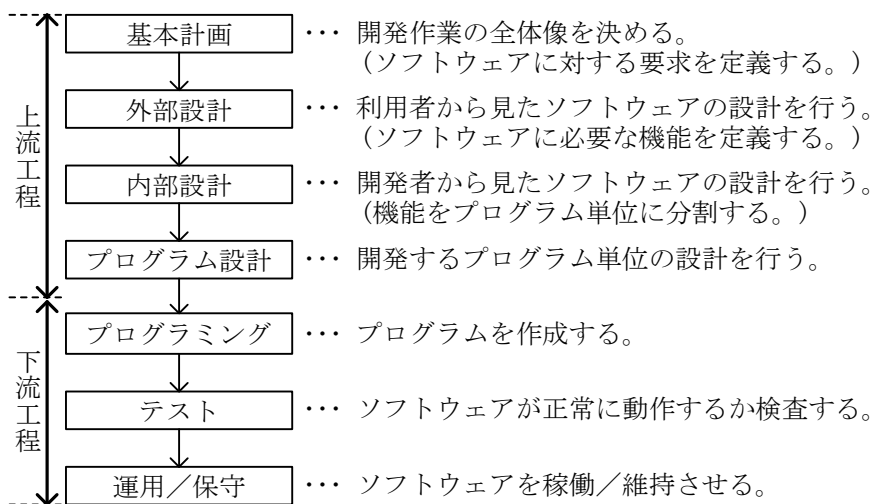 基本計画 ･･･ 開発作業の全体像を決める。
(ソフトウェアに対する要求を定義する。)
外部設計 ･･･ 利用者から見たソフトウェアの設計を行う。
(ソフトウェアに必要な機能を定義する。)
内部設計 ･･･ 開発者から見たソフトウェアの設計を行う。
(機能をプログラム単位に分割する。)
プログラム設計 ･･･ 開発するプログラム単位の設計を行う。
上流工程
プログラミング ･･･ プログラムを作成する。
テスト ･･･ ソフトウェアが正常に動作するか検査する。
運用／保守 ･･･ ソフトウェアを稼働／維持させる。
下流工程